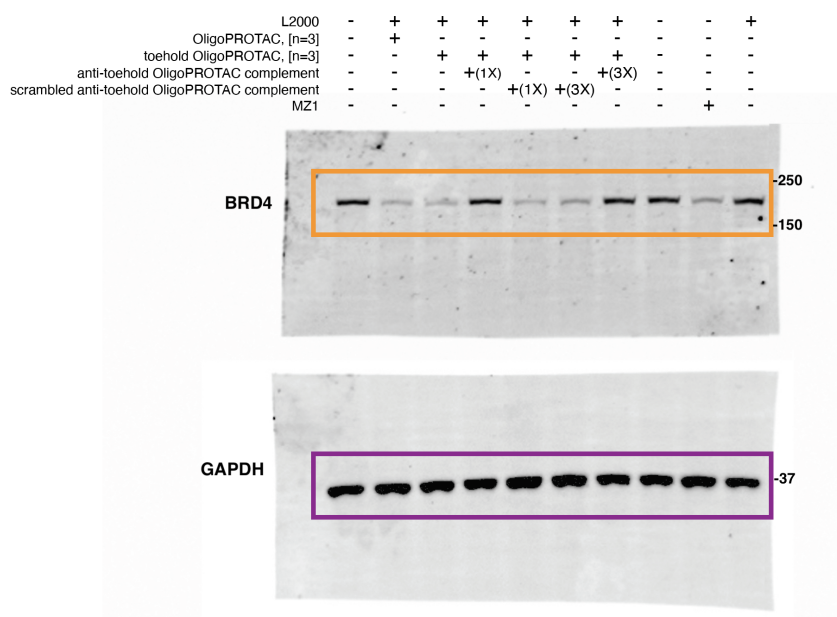 L2000 - + + + + + + - - +
OligoPROTAC, [n=3] - + - - - - - - - -
toehold OligoPROTAC, [n=3] - - + + + + + - - -
anti-toehold OligoPROTAC complement - - - +(1X) - - +(3X) - - -
scrambled anti-toehold OligoPROTAC complement - - - - +(1X) +(3X) - - - -
MZ1 - - - - - - - - + -
-250
BRD4
-150
GAPDH
-37